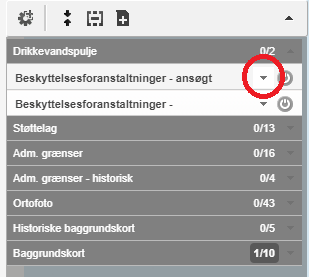 Drikkevandspulje 0/2
Beskyttelsesforanstaltninger - ansøgt
Beskyttelsesforanstaltninger -
Støttelag 0/13
Adm. grænser 0/16
Adm. grænser - historisk 0/4
Ortofoto 0/43
Historiske baggrundskort 0/5
Baggrundskort 1/10